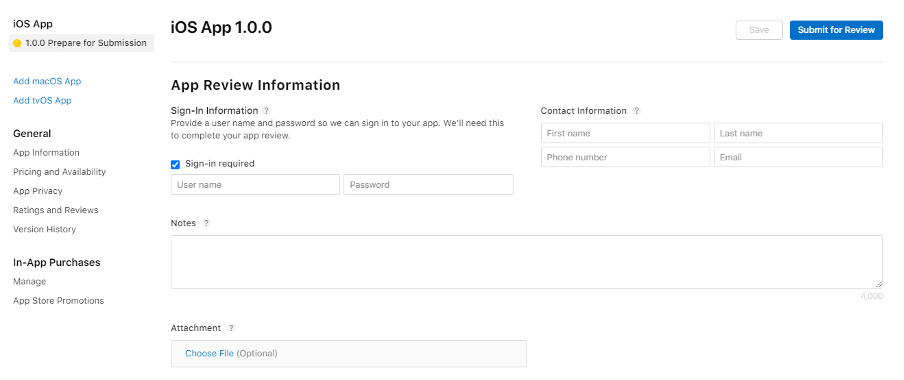 iOS App
1.0.0 Prepare for Submission
Add macOS App
Add tvOS App
General
App Information
Pricing and Availability
App Privacy
Ratings and Reviews
Version History
In-App Purchases
Manage
App Store Promotions
iOS App 1.0.0
Save
Submit for Review
App Review Information
Sign-In Information ?
Provide a user name and password so we can sign in to your app. We'll need this
to complete your app review.
Sign-in required
User name
Password
Contact Information ?
First name
Last name
Phone number
Email
Notes ?
4,000
Attachment ?
Choose File (Optional)